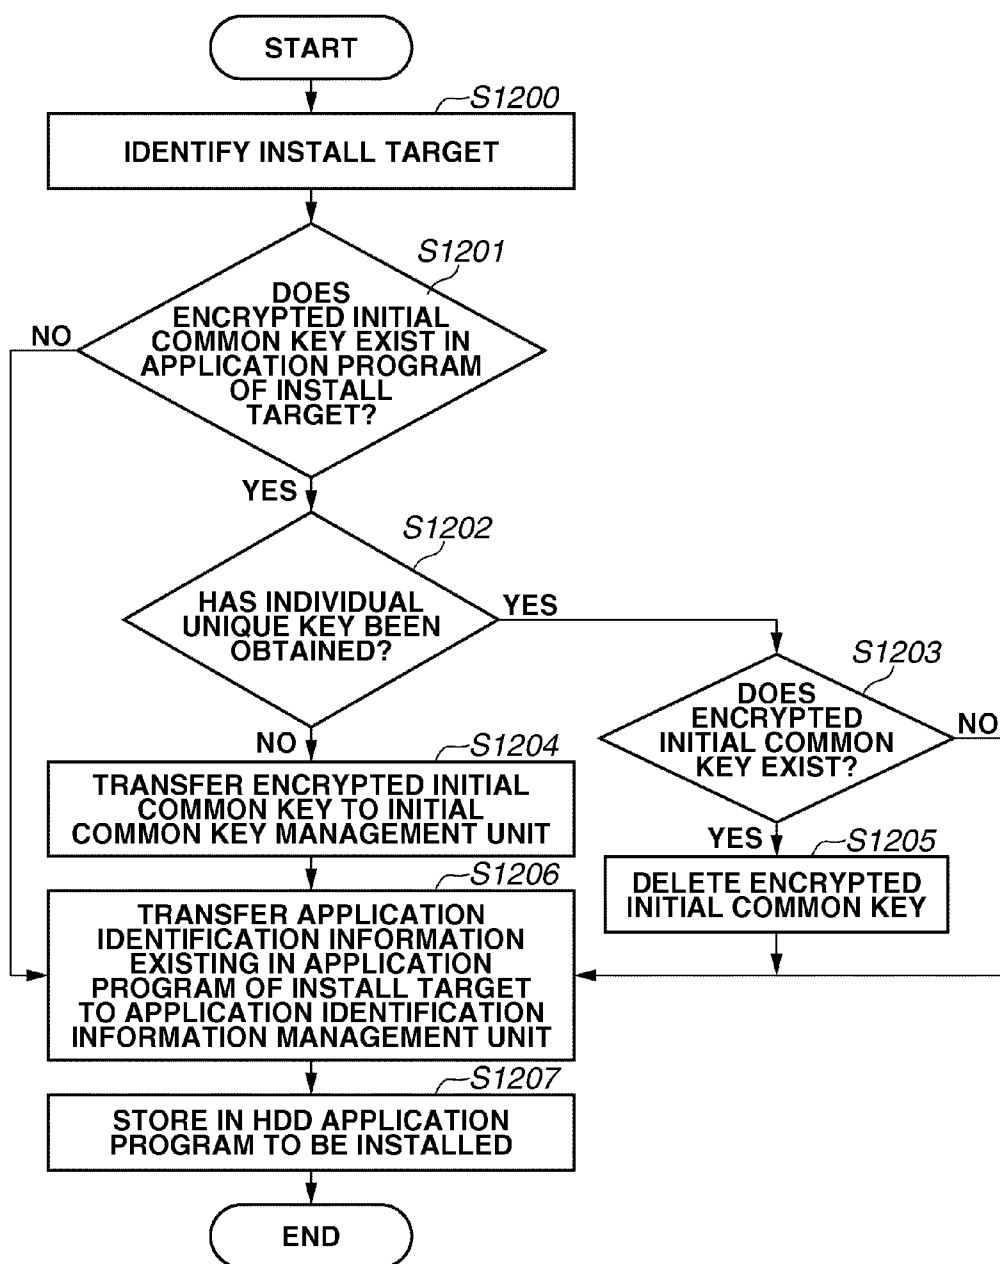 START
S1200
IDENTIFY INSTALL TARGET
S1201
DOES
ENCRYPTED INITIAL
COMMON KEY EXIST IN
APPLICATION PROGRAM
OF INSTALL
TARGET?
NO
YES
S1202
HAS INDIVIDUAL
UNIQUE KEY BEEN
OBTAINED?
YES
NO
S1203
DOES
ENCRYPTED
INITIAL COMMON
KEY EXIST?
NO
YES
S1204
TRANSFER ENCRYPTED INITIAL
COMMON KEY TO INITIAL
COMMON KEY MANAGEMENT UNIT
S1205
DELETE ENCRYPTED
INITIAL COMMON KEY
S1206
TRANSFER APPLICATION
IDENTIFICATION INFORMATION
EXISTING IN APPLICATION
PROGRAM OF INSTALL TARGET
TO APPLICATION IDENTIFICATION
INFORMATION MANAGEMENT UNIT
S1207
STORE IN HDD APPLICATION
PROGRAM TO BE INSTALLED
END